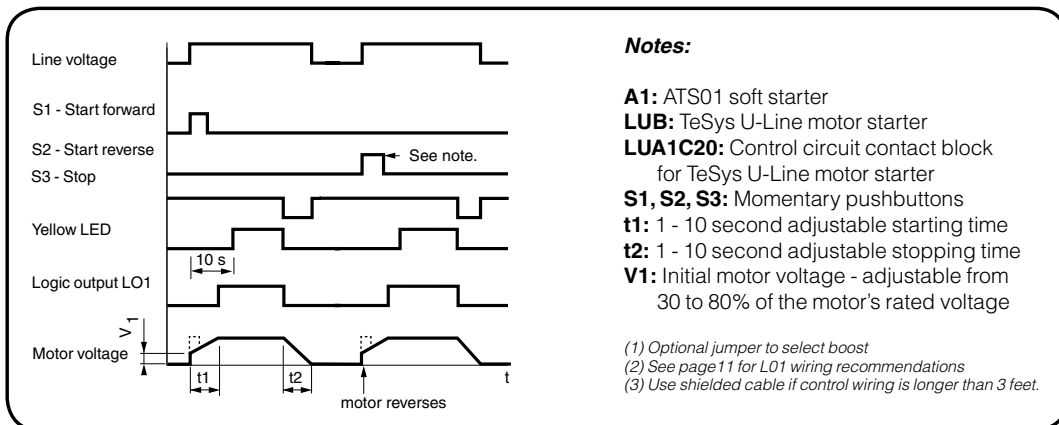 Line voltage
S1 - Start forward
S2 - Start reverse
See note.
S3 - Stop
Yellow LED
10 s
Logic output LO1
V1
Motor voltage
t1
t2
t
motor reverses
Notes:
A1: ATS01 soft starter
LUB: TeSys U-Line motor starter
LUA1C20: Control circuit contact block
for TeSys U-Line motor starter
S1, S2, S3: Momentary pushbuttons
t1: 1 - 10 second adjustable starting time
t2: 1 - 10 second adjustable stopping time
V1: Initial motor voltage - adjustable from
30 to 80% of the motor's rated voltage
(1) Optional jumper to select boost
(2) See page11 for L01 wiring recommendations
(3) Use shielded cable if control wiring is longer than 3 feet.